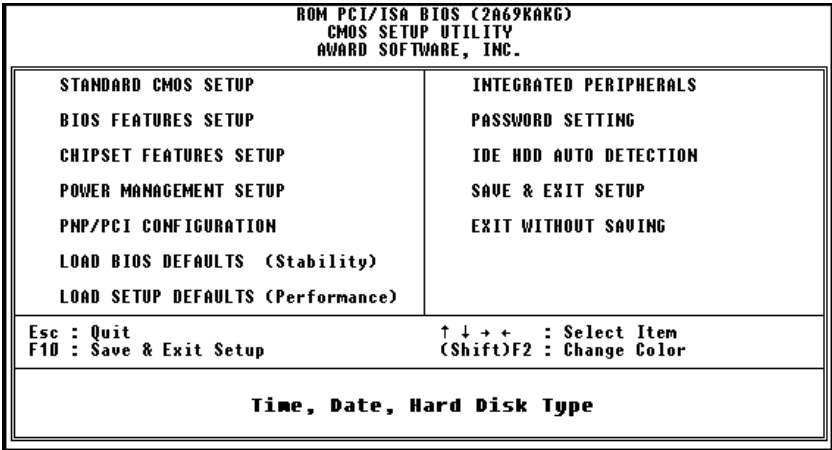 ROM PCI/ISA BIOS (2A69KAKG)
CMOS SETUP UTILITY
AWARD SOFTWARE, INC.
STANDARD CMOS SETUP
BIOS FEATURES SETUP
CHIPSET FEATURES SETUP
POWER MANAGEMENT SETUP
PNP/PCI CONFIGURATION
LOAD BIOS DEFAULTS (Stability)
LOAD SETUP DEFAULTS (Performance)
INTEGRATED PERIPHERALS
PASSWORD SETTING
IDE HDD AUTO DETECTION
SAVE & EXIT SETUP
EXIT WITHOUT SAVING
Esc : Quit
F10 : Save & Exit Setup
↑ ↓ → ← : Select Item
(Shift)F2 : Change Color
Time, Date, Hard Disk Type